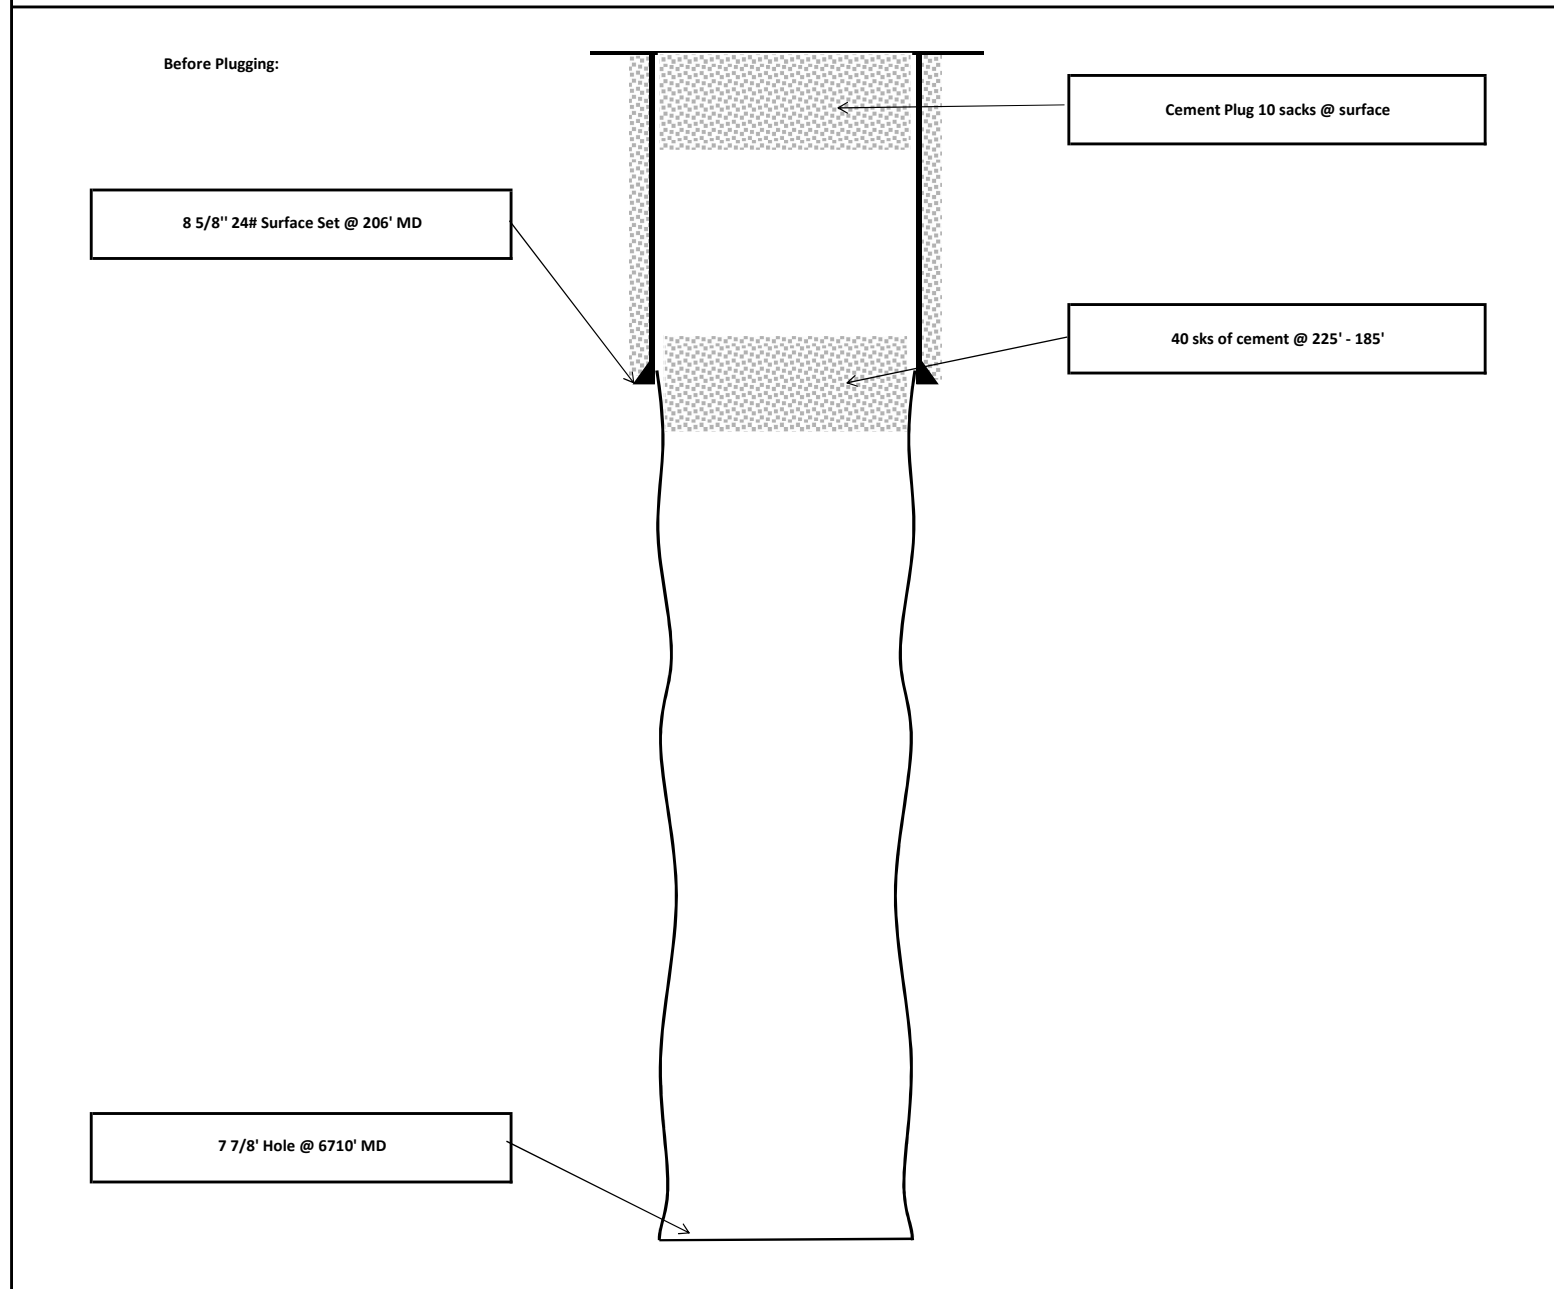 Before Plugging:
Cement Plug 10 sacks @ surface
8 5/8'' 24# Surface Set @ 206' MD
40 sks of cement @ 225' - 185'
7 7/8' Hole @ 6710' MD